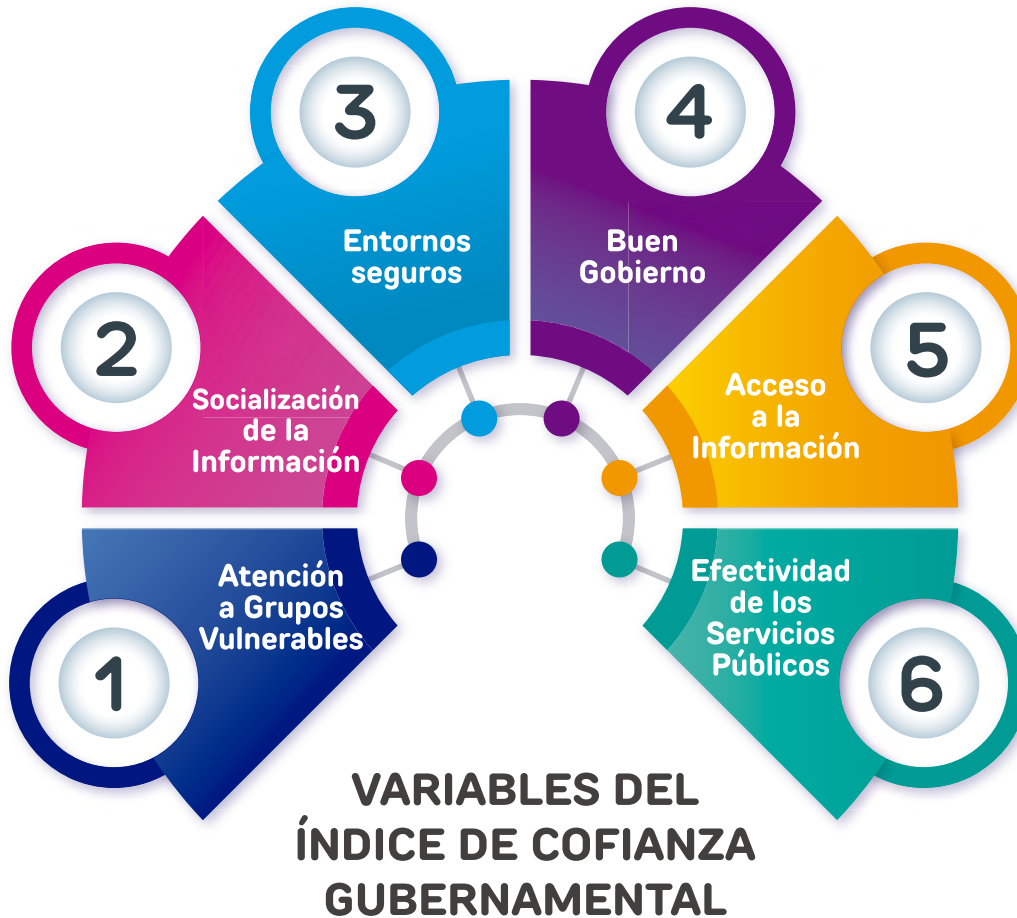 1
Atención
a Grupos
Vulnerables
2
Socialización
de la
Información
3
Entornos
seguros
4
Buen
Gobierno
5
Acceso
a la
Información
6
Efectividad
de los
Servicios
Públicos
VARIABLES DEL
ÍNDICE DE COFIANZA
GUBERNAMENTAL